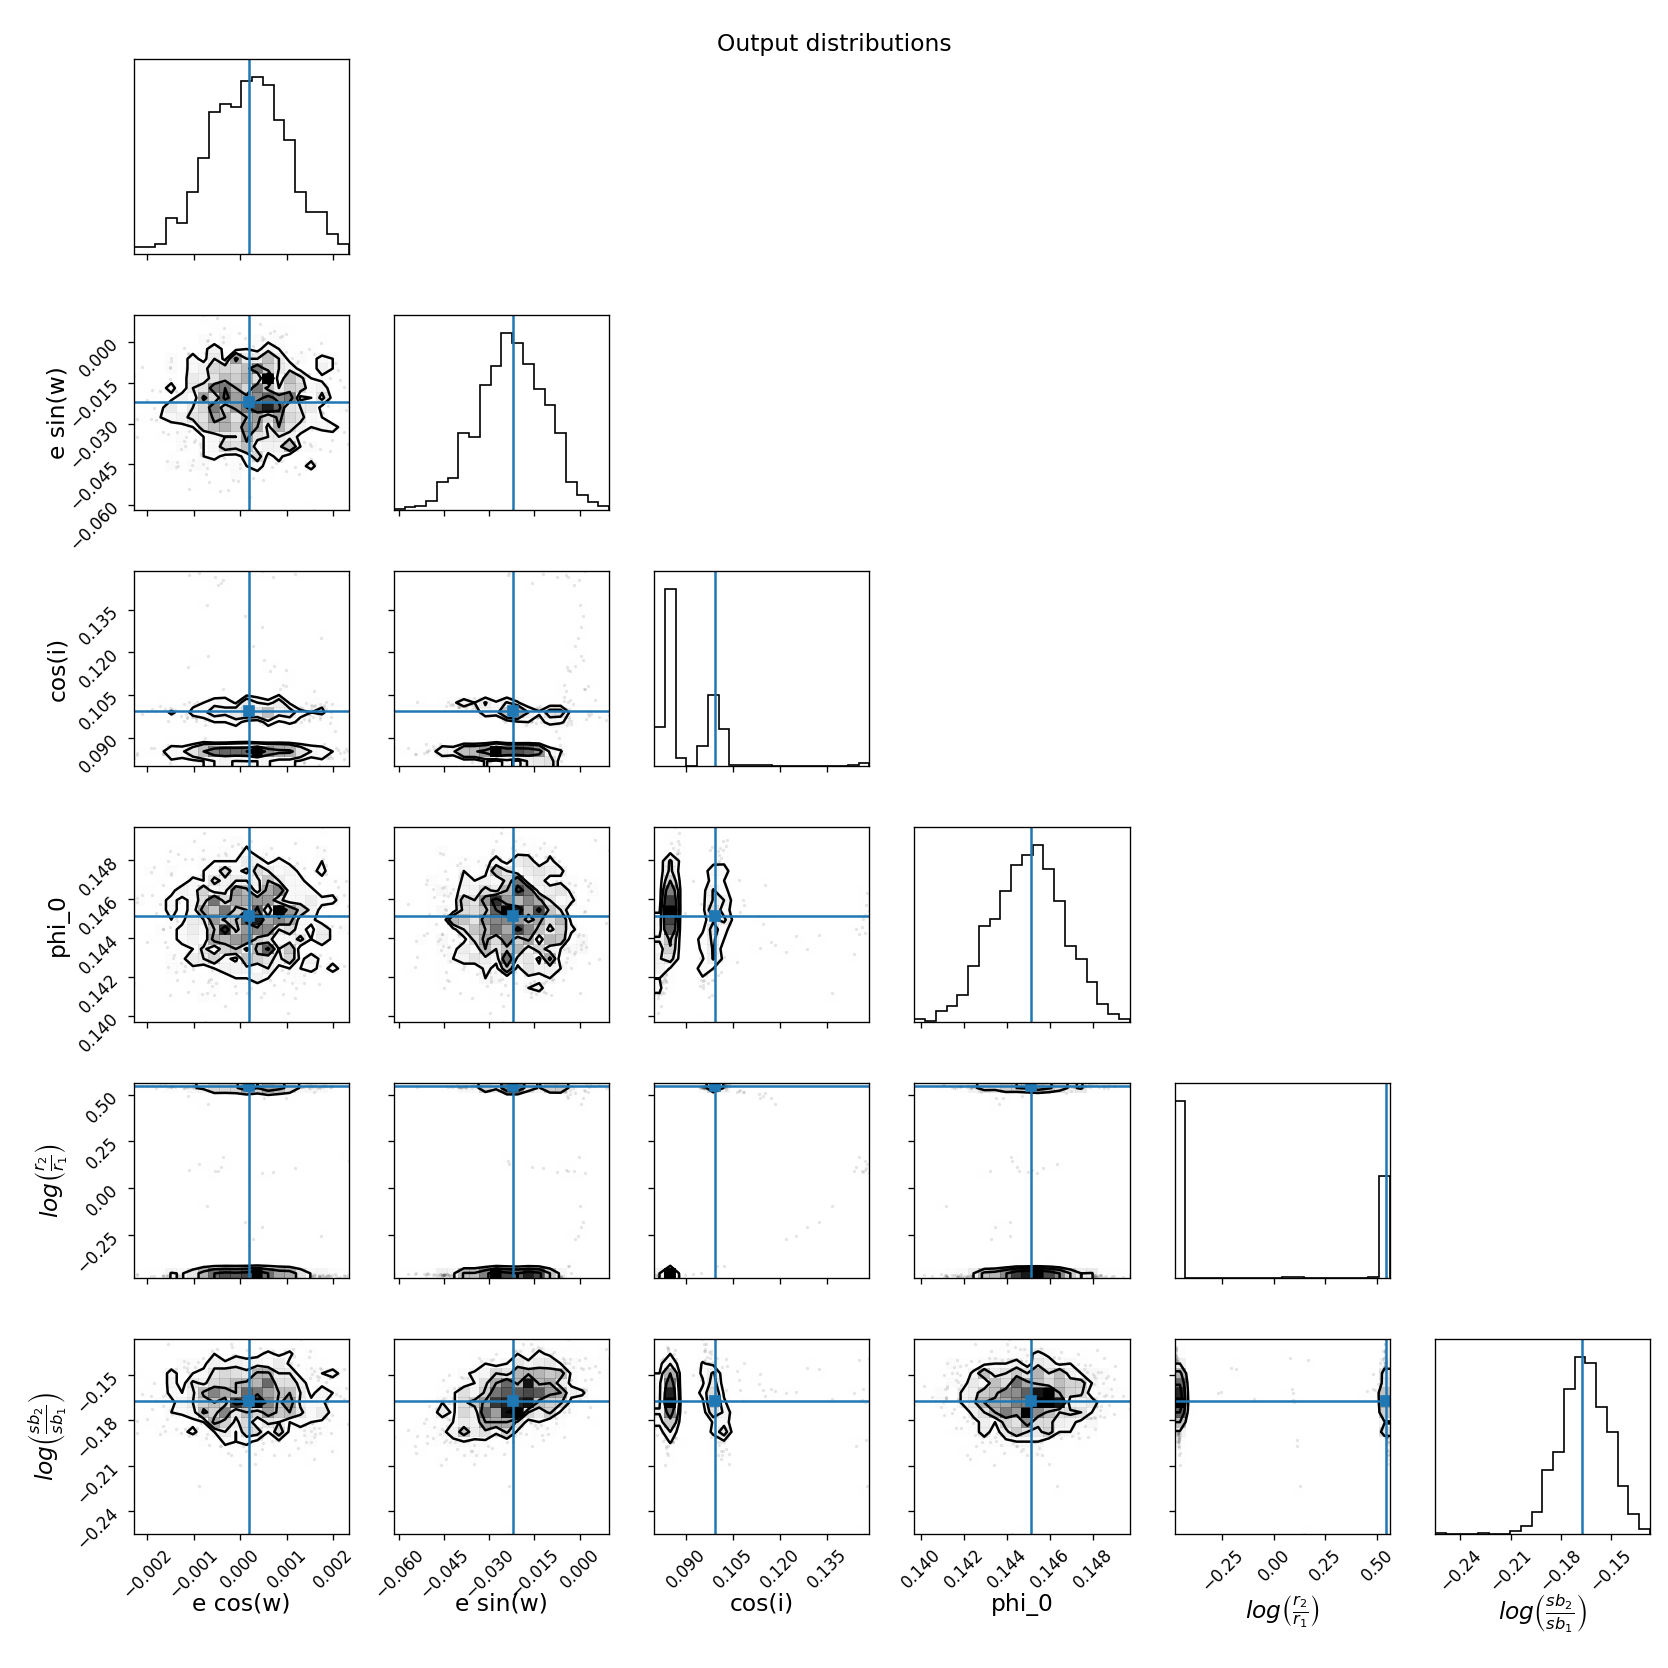 Output distributions
e sin(w)
0.000
−0.015
−0.030
−0.045
−0.060
cos(i)
0.135
0.120
0.105
0.090
phi_0
0.148
0.146
0.144
0.142
0.140
log(r₂/r₁)
0.50
0.25
0.00
−0.25
log(sb₂/sb₁)
−0.15
−0.18
−0.21
−0.24
−0.002 −0.001 0.000 0.001 0.002
e cos(w)
−0.060 −0.045 −0.030 −0.015 0.000
e sin(w)
0.090 0.105 0.120 0.135
cos(i)
0.140 0.142 0.144 0.146 0.148
phi_0
−0.25 0.00 0.25 0.50
log(r₂/r₁)
−0.24 −0.21 −0.18 −0.15
log(sb₂/sb₁)